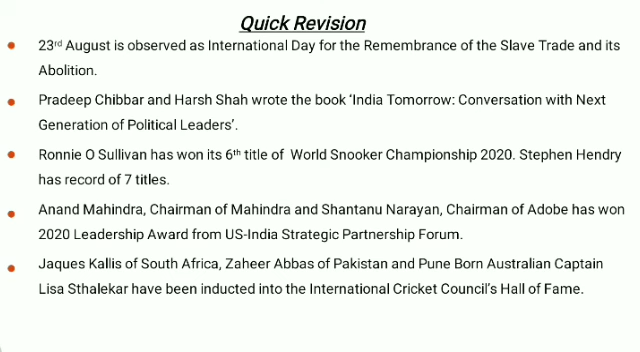 Quick Revision
23rd August is observed as International Day for the Remembrance of the Slave Trade and its
Abolition.
Pradeep Chibbar and Harsh Shah wrote the book ‘India Tomorrow: Conversation with Next
Generation of Political Leaders’.
Ronnie O Sullivan has won its 6th title of World Snooker Championship 2020. Stephen Hendry
has record of 7 titles.
Anand Mahindra, Chairman of Mahindra and Shantanu Narayan, Chairman of Adobe has won
2020 Leadership Award from US-India Strategic Partnership Forum.
Jaques Kallis of South Africa, Zaheer Abbas of Pakistan and Pune Born Australian Captain
Lisa Sthalekar have been inducted into the International Cricket Council’s Hall of Fame.